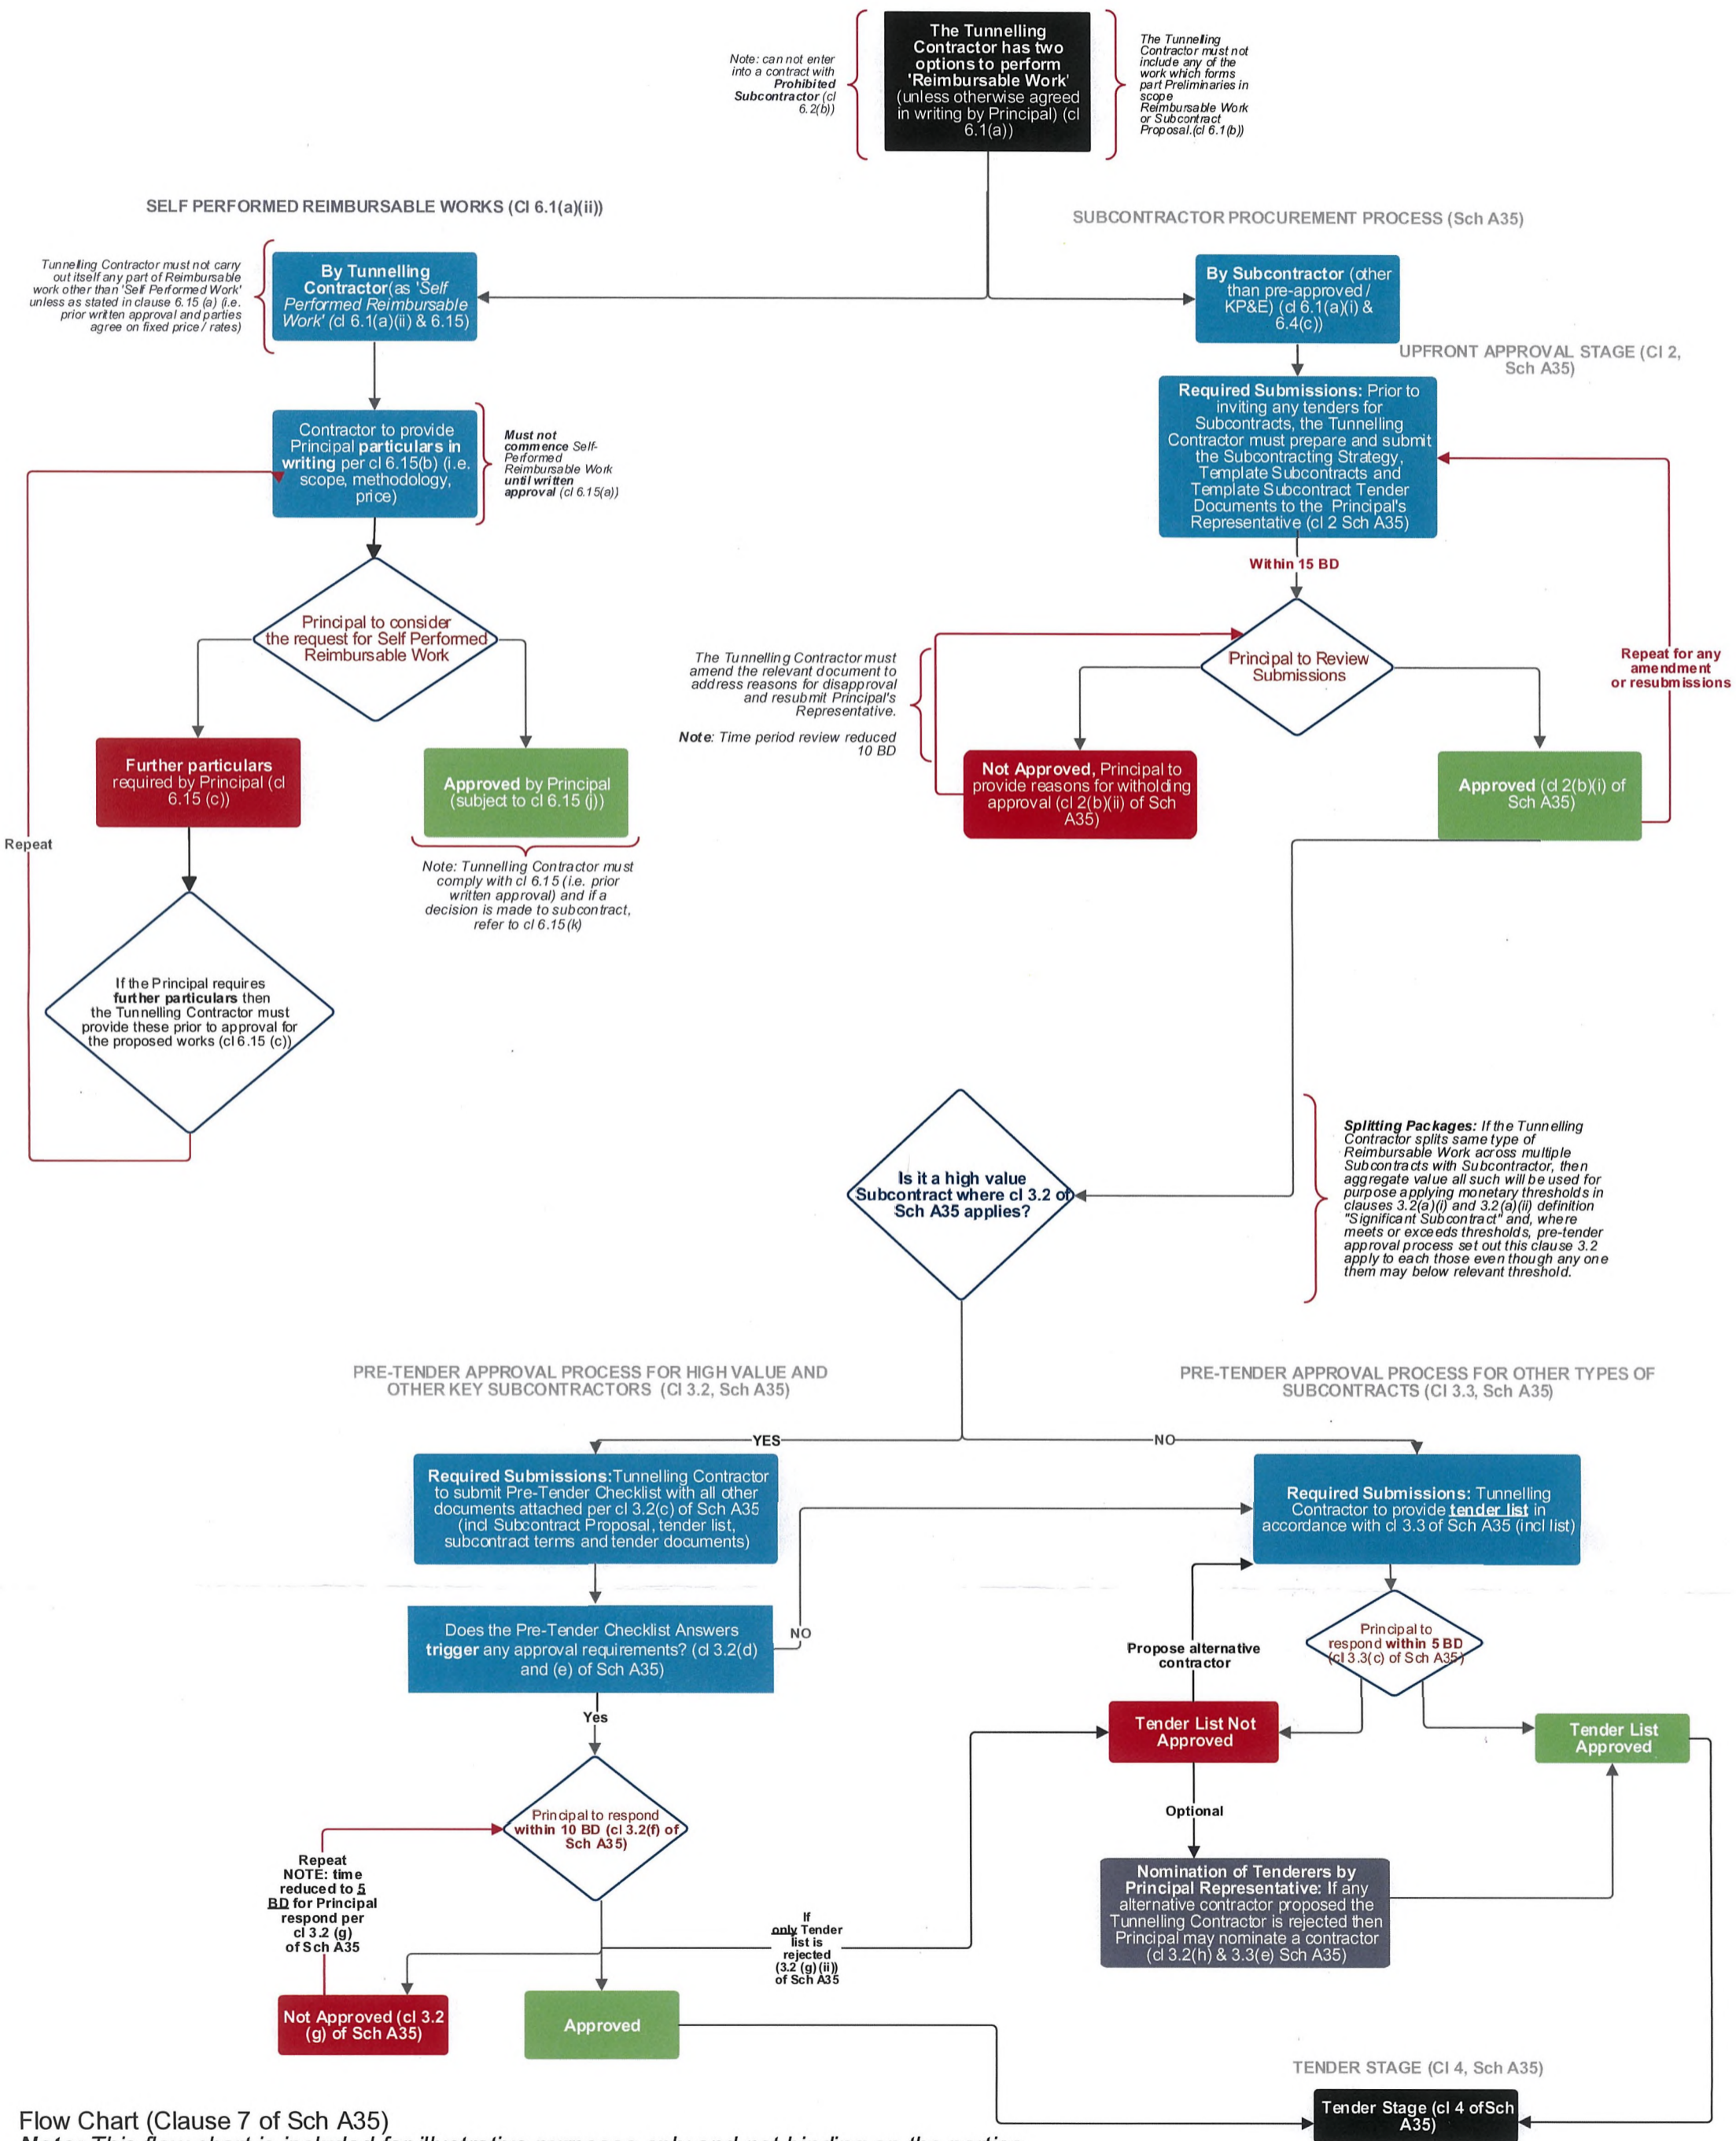 Note: can not enter
into a contract with
Prohibited
Subcontractor (cl
6.2(b))
The Tunnelling
Contractor has two
options to perform
'Reimbursable Work'
(unless otherwise agreed
in writing by Principal) (cl
6.1(a))
The Tunnelling
Contractor must not
include any of the
work which forms
part Preliminaries in
scope
Reimbursable Work
or Subcontract
Proposal.(cl 6.1(b))
SELF PERFORMED REIMBURSABLE WORKS (Cl 6.1(a)(ii))
SUBCONTRACTOR PROCUREMENT PROCESS (Sch A35)
Tunnelling Contractor must not carry
out itself any part of Reimbursable
work other than 'Self Performed Work'
unless as stated in clause 6.15 (a) (i.e.
prior written approval and parties
agree on fixed price / rates)
By Tunnelling
Contractor(as 'Self
Performed Reimbursable
Work' (cl 6.1(a)(ii) & 6.15)
By Subcontractor (other
than pre-approved /
KP&E) (cl 6.1(a)(i) &
6.4(c))
UPFRONT APPROVAL STAGE (Cl 2,
Sch A35)
Contractor to provide
Principal particulars in
writing per cl 6.15(b) (i.e.
scope, methodology,
price)
Must not
commence Self-
Performed
Reimbursable Work
until written
approval (cl 6.15(a))
Required Submissions: Prior to
inviting any tenders for
Subcontracts, the Tunnelling
Contractor must prepare and submit
the Subcontracting Strategy,
Template Subcontracts and
Template Subcontract Tender
Documents to the Principal's
Representative (cl 2 Sch A35)
Within 15 BD
Principal to consider
the request for Self Performed
Reimbursable Work
The Tunnelling Contractor must
amend the relevant document to
address reasons for disapproval
and resubmit Principal's
Representative.
Note: Time period review reduced
10 BD
Principal to Review
Submissions
Repeat for any
amendment
or resubmissions
Further particulars
required by Principal (cl
6.15 (c))
Approved by Principal
(subject to cl 6.15 (j))
Not Approved, Principal to
provide reasons for witholding
approval (cl 2(b)(ii) of Sch
A35)
Approved (cl 2(b)(i) of
Sch A35)
Repeat
Note: Tunnelling Contractor must
comply with cl 6.15 (i.e. prior
written approval) and if a
decision is made to subcontract,
refer to cl 6.15(k)
If the Principal requires
further particulars then
the Tunnelling Contractor must
provide these prior to approval for
the proposed works (cl 6.15 (c))
Is it a high value
Subcontract where cl 3.2 of
Sch A35 applies?
Splitting Packages: If the Tunnelling
Contractor splits same type of
Reimbursable Work across multiple
Subcontracts with Subcontractor, then
aggregate value all such will be used for
purpose applying monetary thresholds in
clauses 3.2(a)(i) and 3.2(a)(ii) definition
"Significant Subcontract" and, where
meets or exceeds thresholds, pre-tender
approval process set out this clause 3.2
apply to each those even though any one
them may below relevant threshold.
PRE-TENDER APPROVAL PROCESS FOR HIGH VALUE AND
OTHER KEY SUBCONTRACTORS (Cl 3.2, Sch A35)
PRE-TENDER APPROVAL PROCESS FOR OTHER TYPES OF
SUBCONTRACTS (Cl 3.3, Sch A35)
YES
NO
Required Submissions:Tunnelling Contractor
to submit Pre-Tender Checklist with all other
documents attached per cl 3.2(c) of Sch A35
(incl Subcontract Proposal, tender list,
subcontract terms and tender documents)
Required Submissions: Tunnelling
Contractor to provide tender list in
accordance with cl 3.3 of Sch A35 (incl list)
Does the Pre-Tender Checklist Answers
trigger any approval requirements? (cl 3.2(d)
and (e) of Sch A35)
NO
Propose alternative
contractor
Principal to
respond within 5 BD
(cl 3.3(c) of Sch A35)
Yes
Tender List Not
Approved
Tender List
Approved
Principal to respond
within 10 BD (cl 3.2(f) of
Sch A35)
Optional
Repeat
NOTE: time
reduced to 5
BD for Principal
respond per
cl 3.2 (g)
of Sch A35
Nomination of Tenderers by
Principal Representative: If any
alternative contractor proposed the
Tunnelling Contractor is rejected then
Principal may nominate a contractor
(cl 3.2(h) & 3.3(e) Sch A35)
If
only Tender
list is
rejected
(3.2 (g)(ii))
of Sch A35
Not Approved (cl 3.2
(g) of Sch A35)
Approved
TENDER STAGE (Cl 4, Sch A35)
Tender Stage (cl 4 ofSch
A35)
Flow Chart (Clause 7 of Sch A35)
Note: This flow chart is included for illustrative purposes only and not binding on the parties